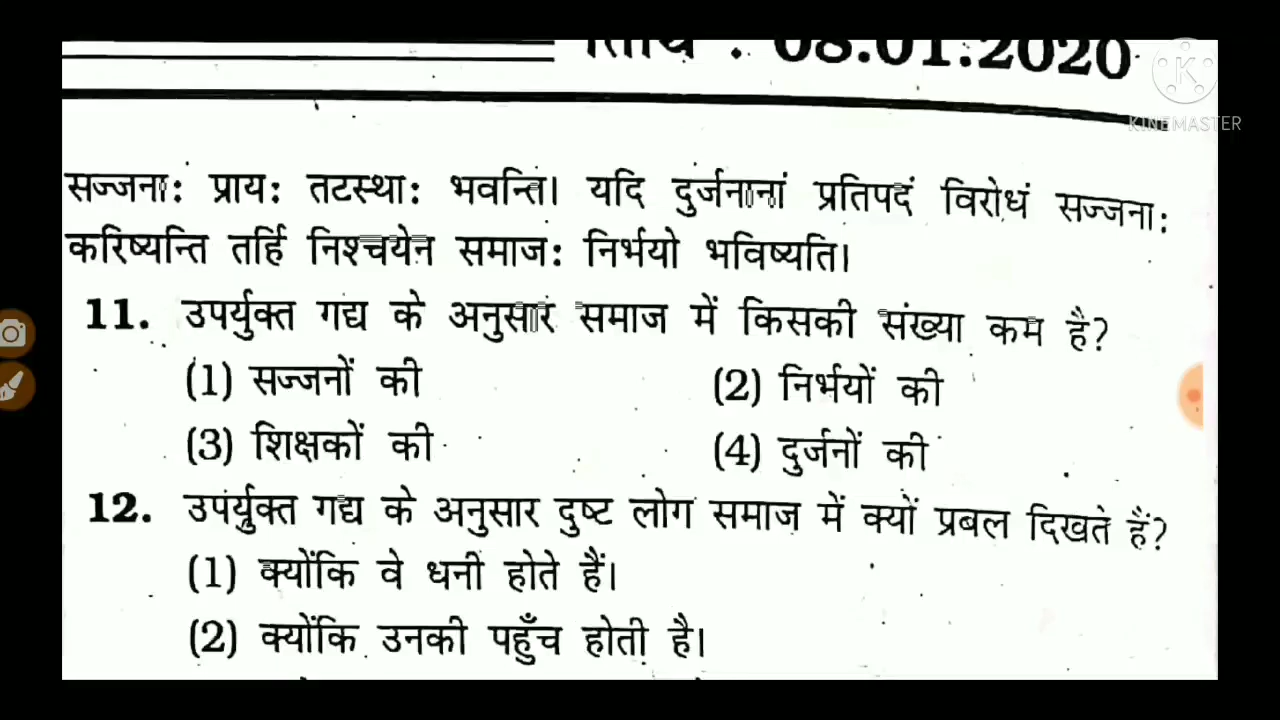 तिथि : 08.01.2020
KINEMASTER
सज्जनाः प्रायः तटस्थाः भवन्ति। यदि दुर्जनानां प्रतिपदं विरोधं सज्जनाः
करिष्यन्ति तर्हि निश्चयेन समाजः निर्भयो भविष्यति।
11. उपर्युक्त गद्य के अनुसार समाज में किसकी संख्या कम है?
(1) सज्जनों की (2) निर्भयों की
(3) शिक्षकों की (4) दुर्जनों की
12. उपर्युक्त गद्य के अनुसार दुष्ट लोग समाज में क्यों प्रबल दिखते हैं?
(1) क्योंकि वे धनी होते हैं।
(2) क्योंकि उनकी पहुँच होती है।